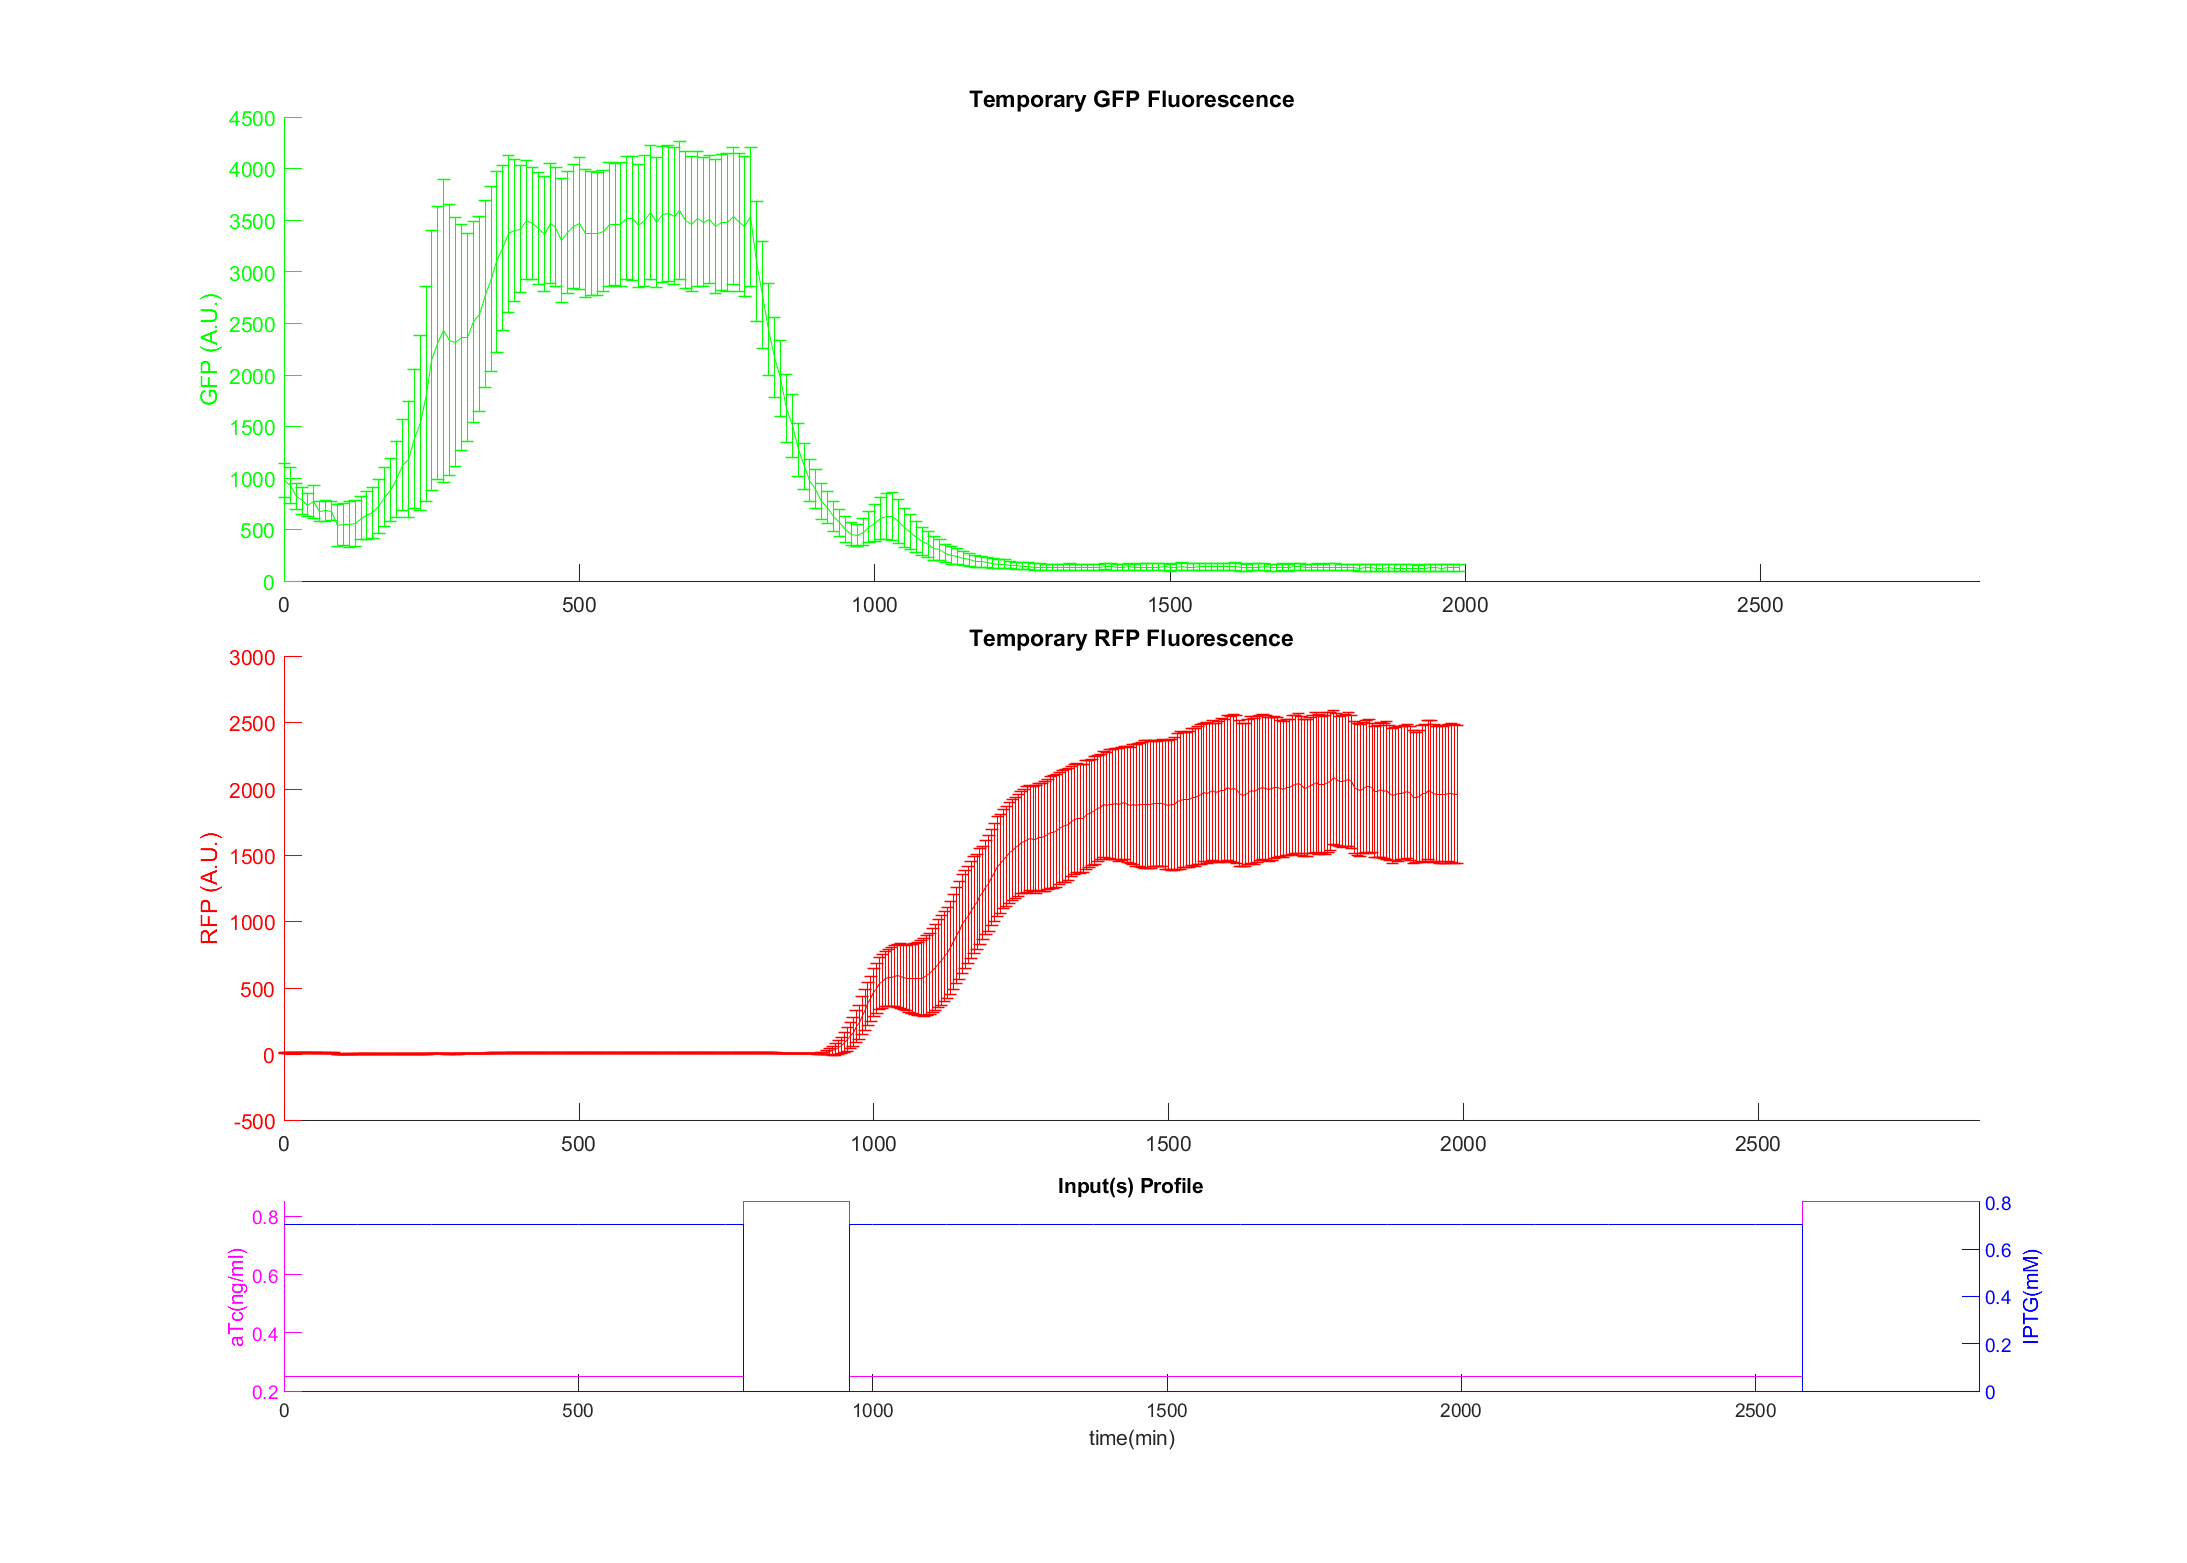 Temporary GFP Fluorescence
4500
4000
3500
3000
2500
2000
1500
1000
500
0
GFP (A.U.)
0 500 1000 1500 2000 2500
Temporary RFP Fluorescence
3000
2500
2000
1500
1000
500
0
-500
RFP (A.U.)
0 500 1000 1500 2000 2500
Input(s) Profile
0.8
0.6
0.4
0.2
aTc(ng/ml)
0.8
0.6
0.4
0.2
0
IPTG(mM)
0 500 1000 1500 2000 2500
time(min)